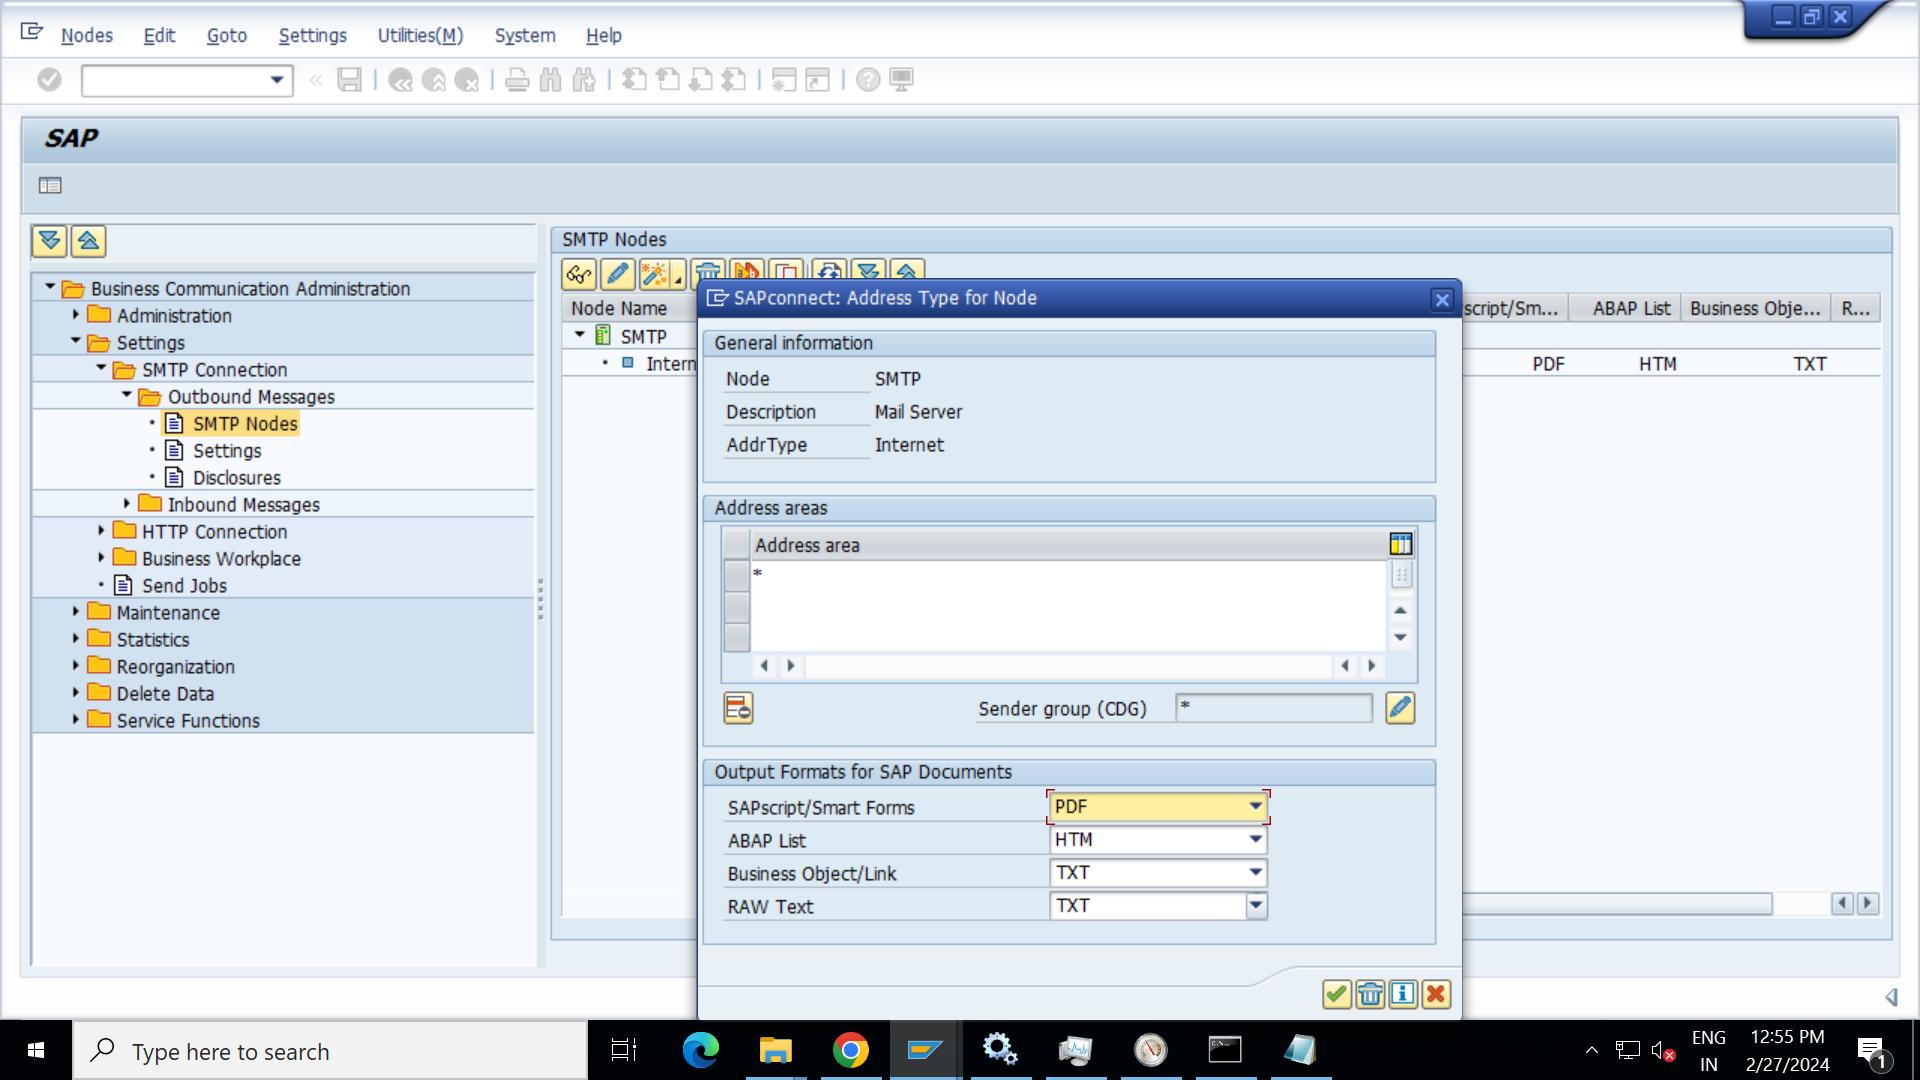 Nodes Edit Goto Settings Utilities(M) System Help
SAP
SMTP Nodes
Business Communication Administration
Administration
Settings
SMTP Connection
Outbound Messages
SMTP Nodes
Settings
Disclosures
Inbound Messages
HTTP Connection
Business Workplace
Send Jobs
Maintenance
Statistics
Reorganization
Delete Data
Service Functions
Node Name script/Sm... ABAP List Business Obje... R...
SMTP
Intern PDF HTM TXT
SAPconnect: Address Type for Node
General information
Node SMTP
Description Mail Server
AddrType Internet
Address areas
Address area
*
Sender group (CDG) *
Output Formats for SAP Documents
SAPscript/Smart Forms PDF
ABAP List HTM
Business Object/Link TXT
RAW Text TXT
Type here to search
ENG
IN
12:55 PM
2/27/2024
1